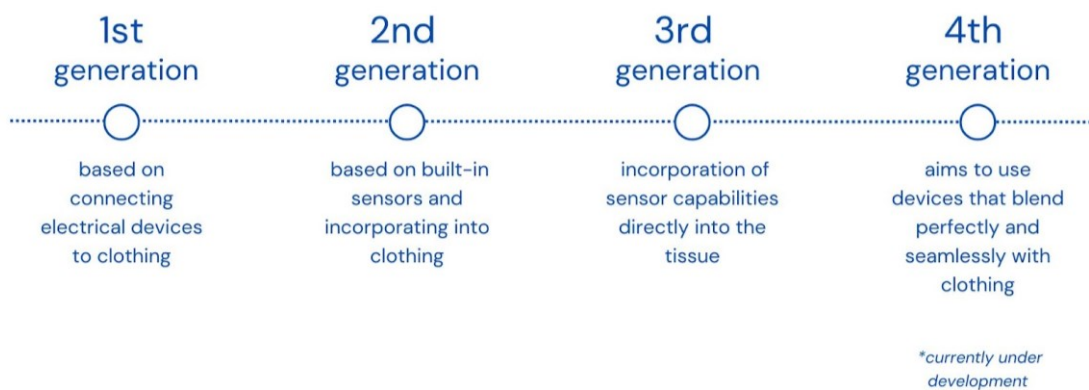 1st
generation
based on
connecting
electrical devices
to clothing
2nd
generation
based on built-in
sensors and
incorporating into
clothing
3rd
generation
incorporation of
sensor capabilities
directly into the
tissue
4th
generation
aims to use
devices that blend
perfectly and
seamlessly with
clothing
*currently under
development